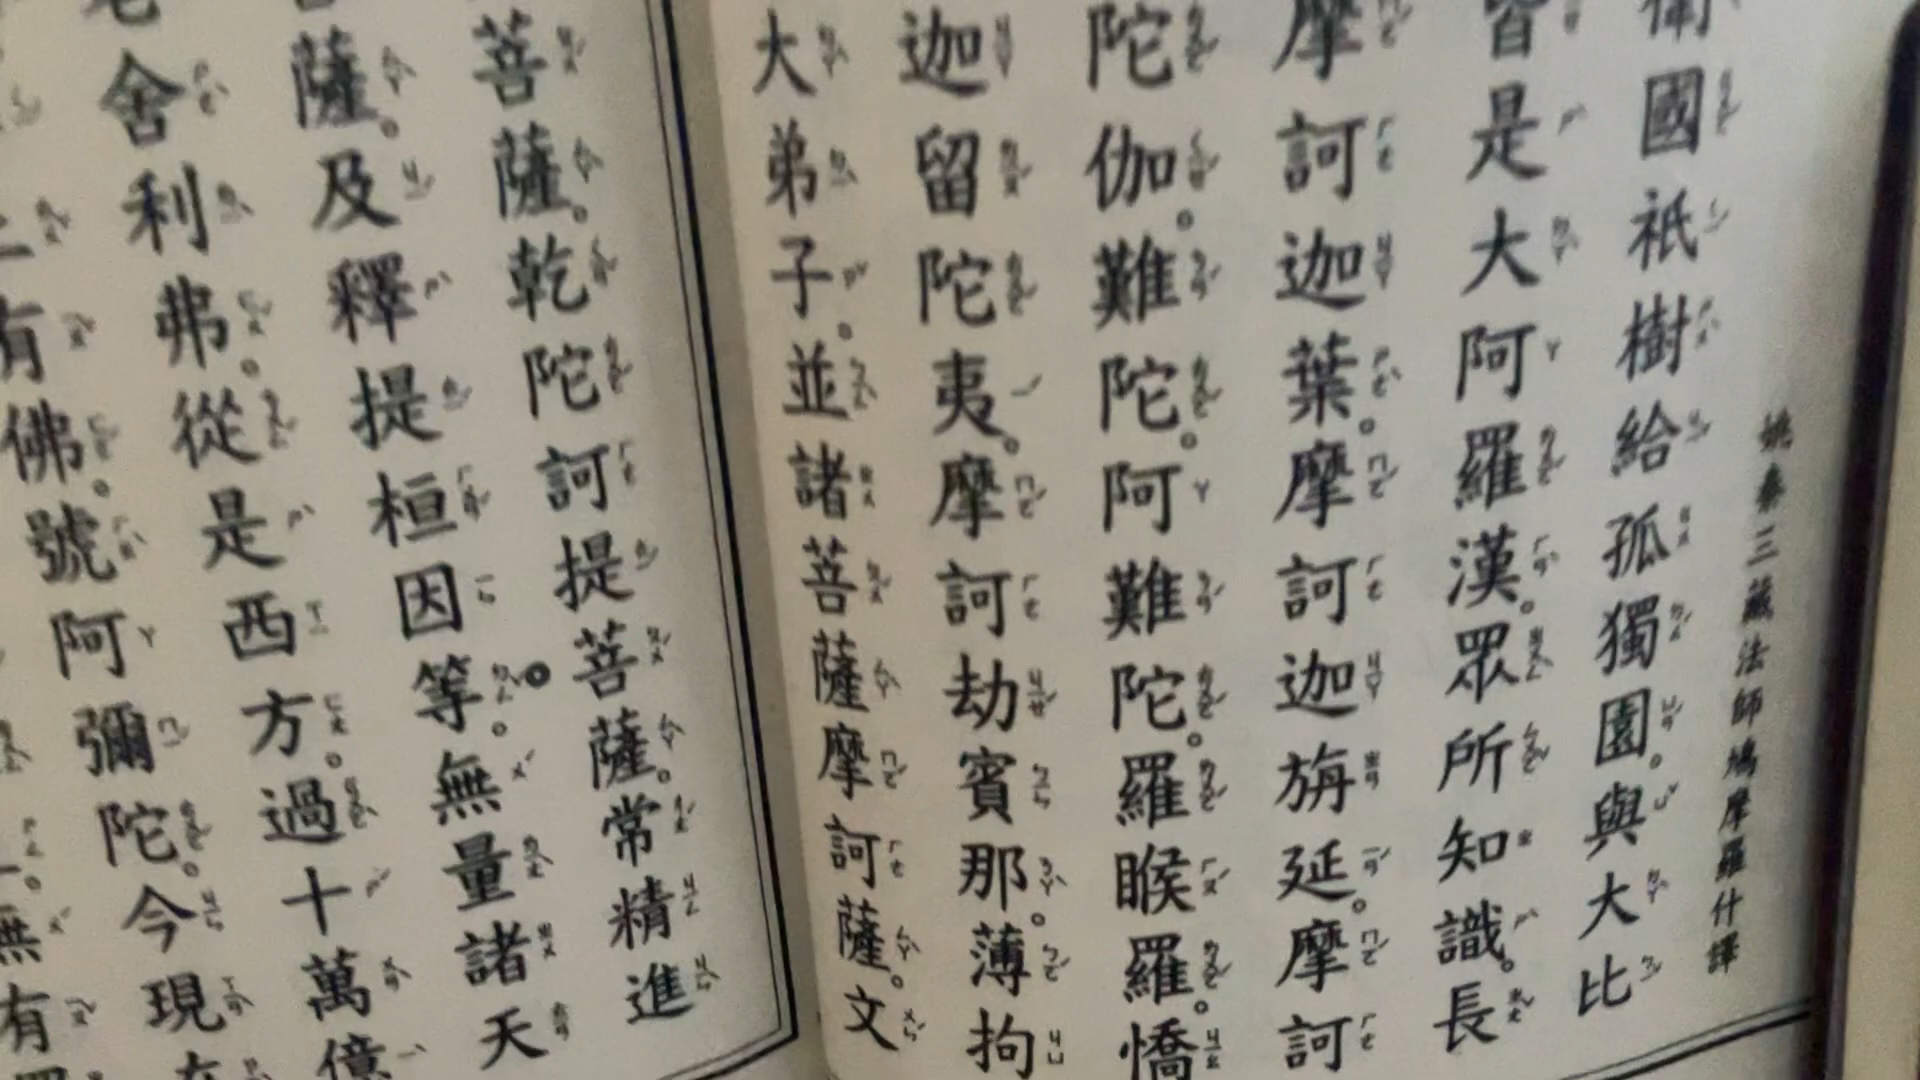 姚秦三藏法師鳩摩羅什譯
衛國祇樹給孤獨園。與大比
皆是大阿羅漢。眾所知識。長
摩訶迦葉。摩訶迦旃延。摩訶
陀伽。難陀。阿難陀。羅睺羅。憍
迦留陀夷。摩訶劫賓那。薄拘
大弟子。並諸菩薩摩訶薩。文
菩薩。乾陀訶提菩薩。常精進
薩。及釋提桓因等。無量諸天
舍利弗。從是西方。過十萬億
有佛。號阿彌陀。今現
無有